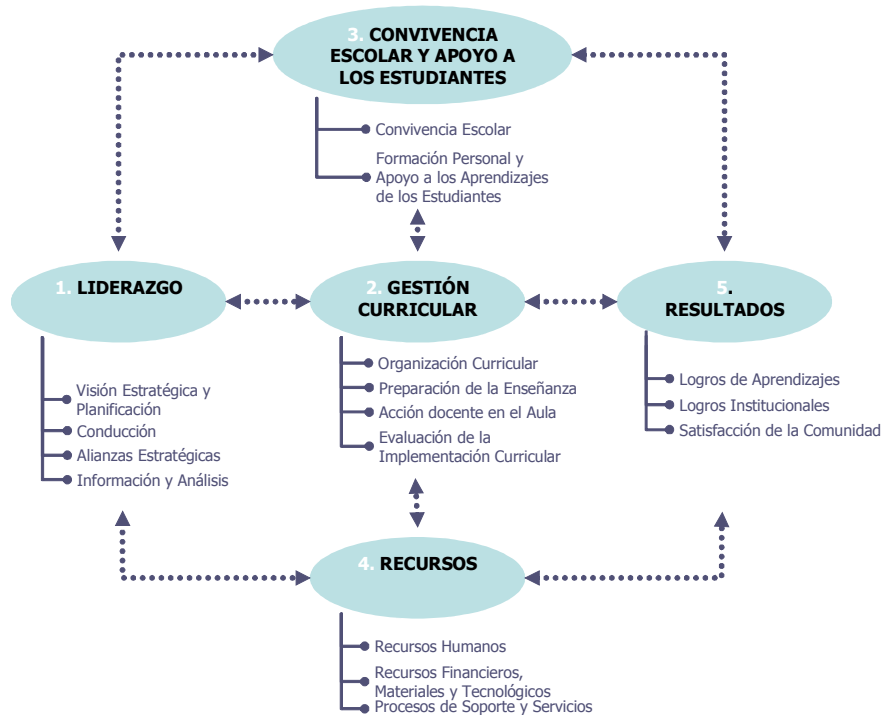 3. CONVIVENCIA
ESCOLAR Y APOYO A
LOS ESTUDIANTES
Convivencia Escolar
Formación Personal y
Apoyo a los Aprendizajes
de los Estudiantes
1. LIDERAZGO
Visión Estratégica y
Planificación
Conducción
Alianzas Estratégicas
Información y Análisis
2. GESTIÓN
CURRICULAR
Organización Curricular
Preparación de la Enseñanza
Acción docente en el Aula
Evaluación de la
Implementación Curricular
5.
RESULTADOS
Logros de Aprendizajes
Logros Institucionales
Satisfacción de la Comunidad
4. RECURSOS
Recursos Humanos
Recursos Financieros,
Materiales y Tecnológicos
Procesos de Soporte y Servicios